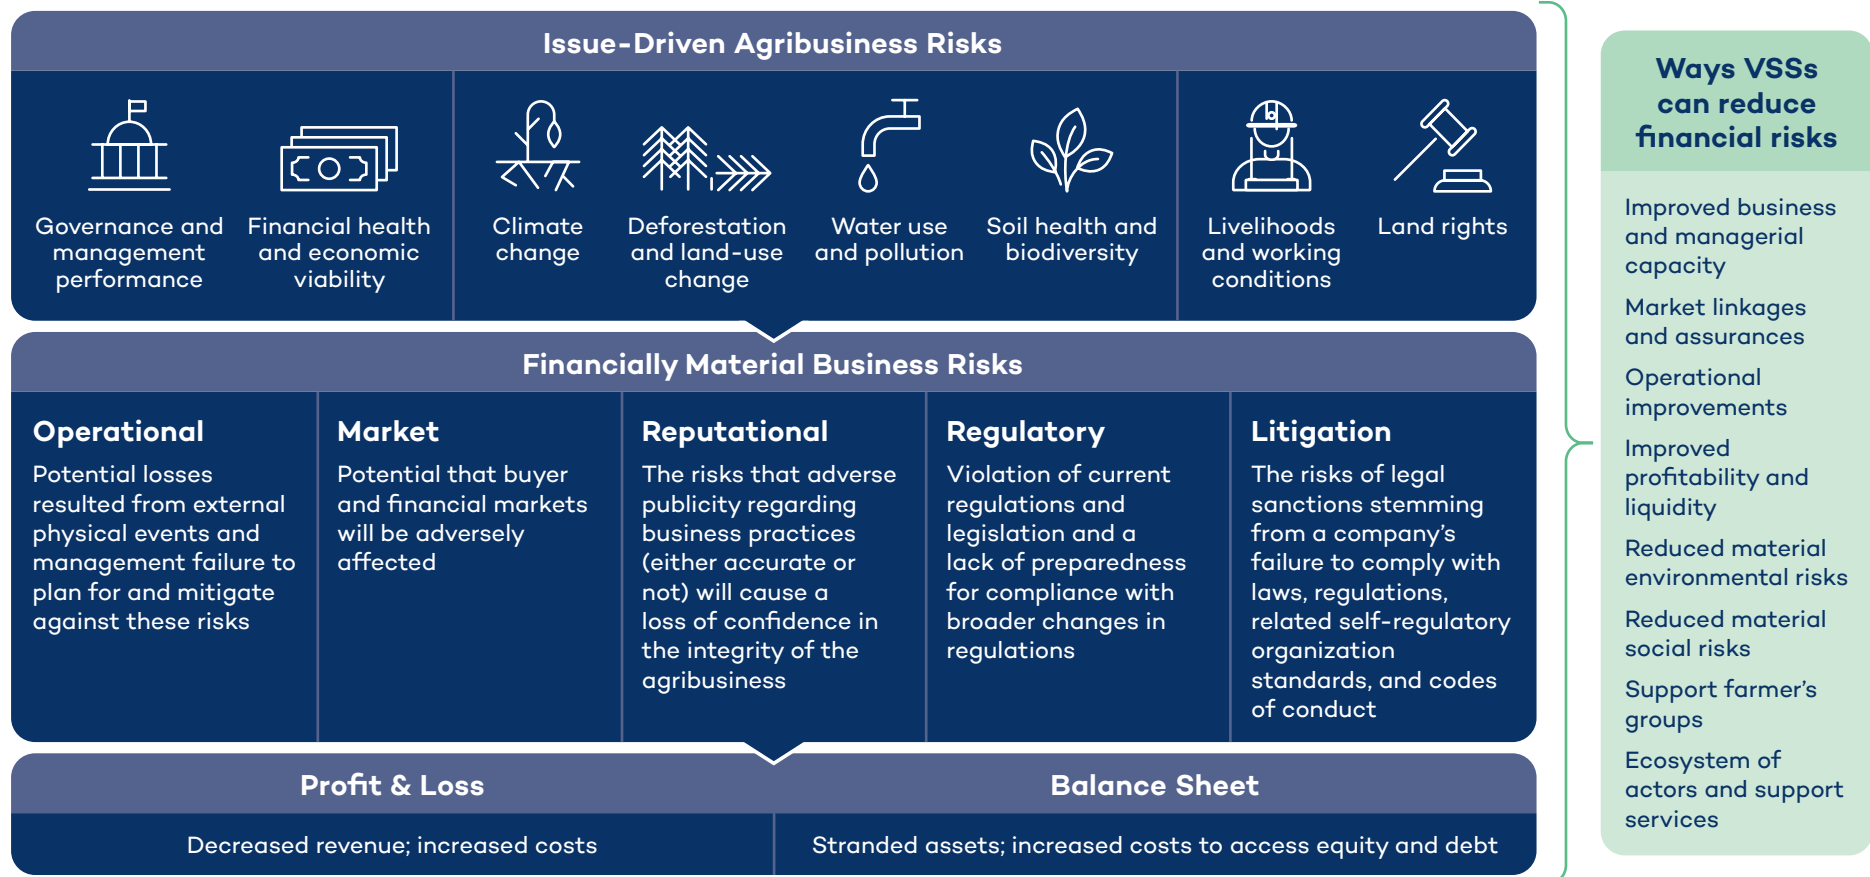 Issue-Driven Agribusiness Risks
Governance and
management
performance
Financial health
and economic
viability
Climate
change
Deforestation
and land-use
change
Water use
and pollution
Soil health and
biodiversity
Livelihoods
and working
conditions
Land rights
Financially Material Business Risks
Operational
Potential losses
resulted from external
physical events and
management failure to
plan for and mitigate
against these risks
Market
Potential that buyer
and financial markets
will be adversely
affected
Reputational
The risks that adverse
publicity regarding
business practices
(either accurate or
not) will cause a
loss of confidence in
the integrity of the
agribusiness
Regulatory
Violation of current
regulations and
legislation and a
lack of preparedness
for compliance with
broader changes in
regulations
Litigation
The risks of legal
sanctions stemming
from a company’s
failure to comply with
laws, regulations,
related self-regulatory
organization
standards, and codes
of conduct
Profit & Loss
Decreased revenue; increased costs
Balance Sheet
Stranded assets; increased costs to access equity and debt
Ways VSSs
can reduce
financial risks
Improved business
and managerial
capacity
Market linkages
and assurances
Operational
improvements
Improved
profitability and
liquidity
Reduced material
environmental risks
Reduced material
social risks
Support farmer’s
groups
Ecosystem of
actors and support
services